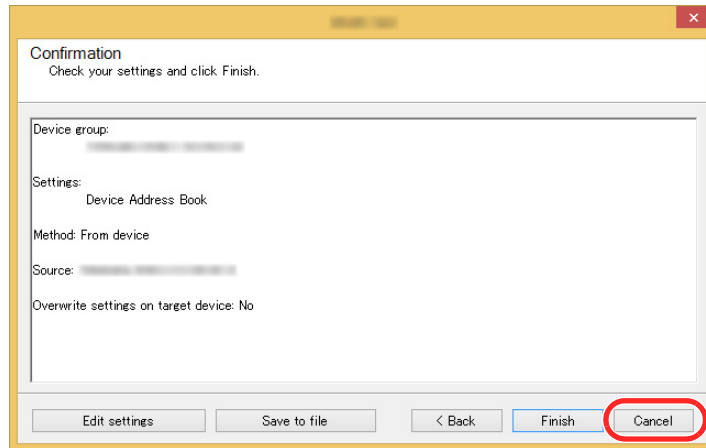 Confirmation
Check your settings and click Finish.
Device group:
Settings:
Device Address Book
Method: From device
Source:
Overwrite settings on target device: No
Edit settings Save to file < Back Finish Cancel